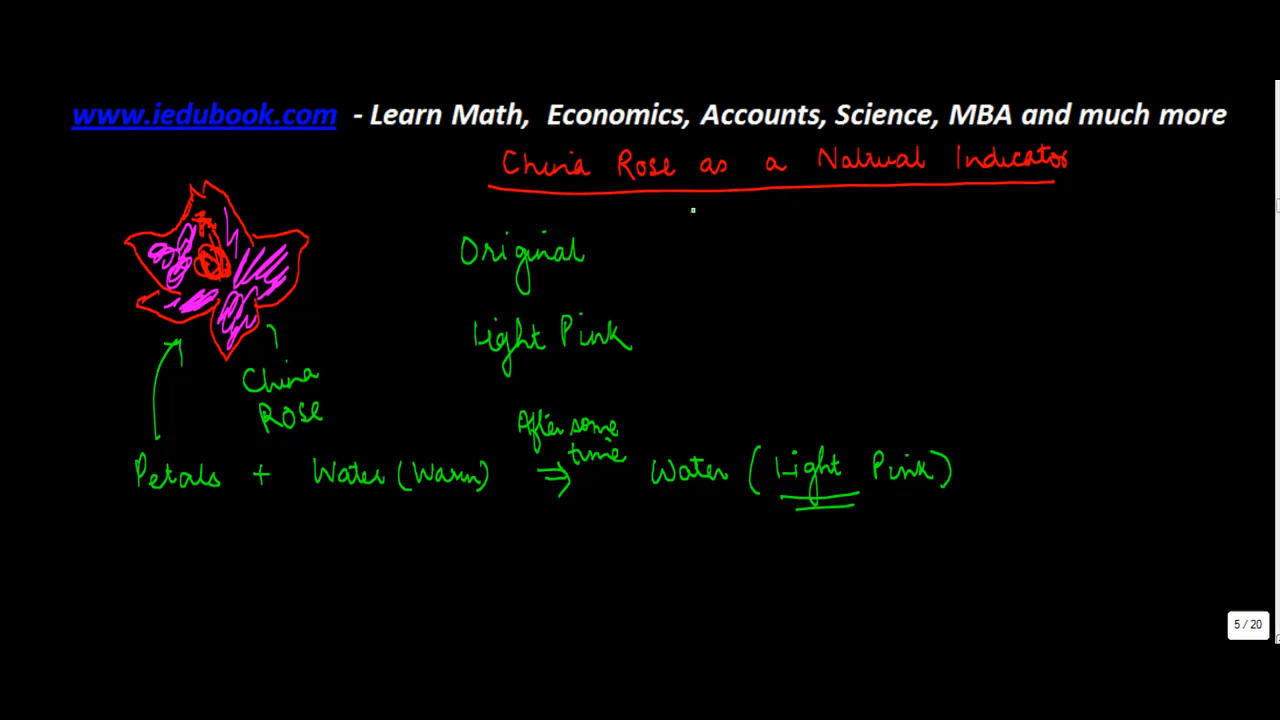 www.iedubook.com - Learn Math, Economics, Accounts, Science, MBA and much more
China Rose as a Natural Indicator
Original
Light Pink
China
ROSE
After some
time
Petals + Water (Warm) ⇒ Water (Light Pink)
5 / 20